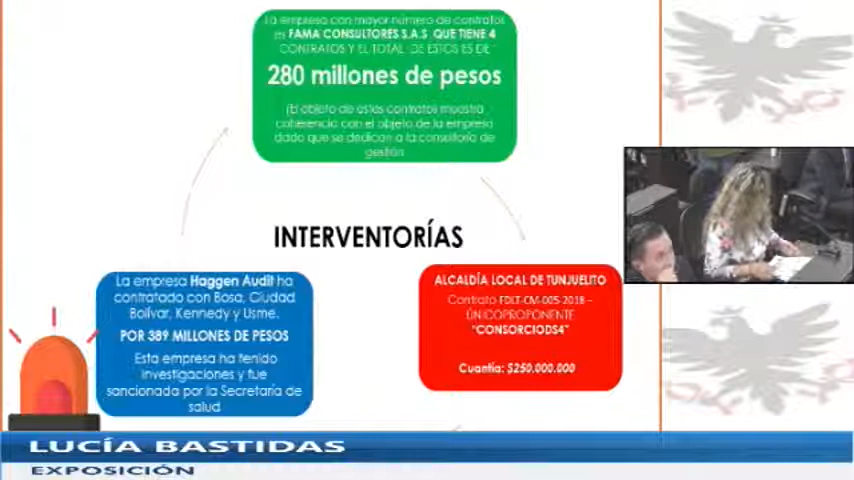 La empresa con mayor número de contratos
es FAMA CONSULTORES S.A.S QUE TIENE 4
CONTRATOS Y EL TOTAL DE ESTOS ES DE
280 millones de pesos
(El objeto de estos contratos muestra
coherencia con el objeto de la empresa
dado que se dedican a la consultoría de
gestión
INTERVENTORÍAS
La empresa Haggen Audit ha
contratado con Bosa, Ciudad
Bolívar, Kennedy y Usme.
POR 389 MILLONES DE PESOS
Esta empresa ha tenido
investigaciones y fue
sancionada por la Secretaría de
salud
ALCALDÍA LOCAL DE TUNJUELITO
Contrato FDLT-CM-005-2018 –
ÚNICOPROPONENTE
“CONSORCIODS4”
Cuantía: $250.000.000
LUCÍA BASTIDAS
EXPOSICIÓN